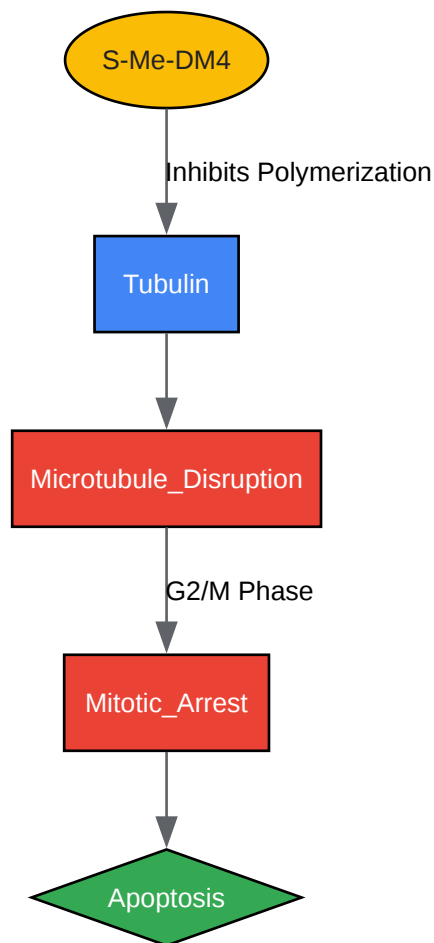 S-Me-DM4
Inhibits Polymerization
Tubulin
Microtubule_Disruption
G2/M Phase
Mitotic_Arrest
Apoptosis